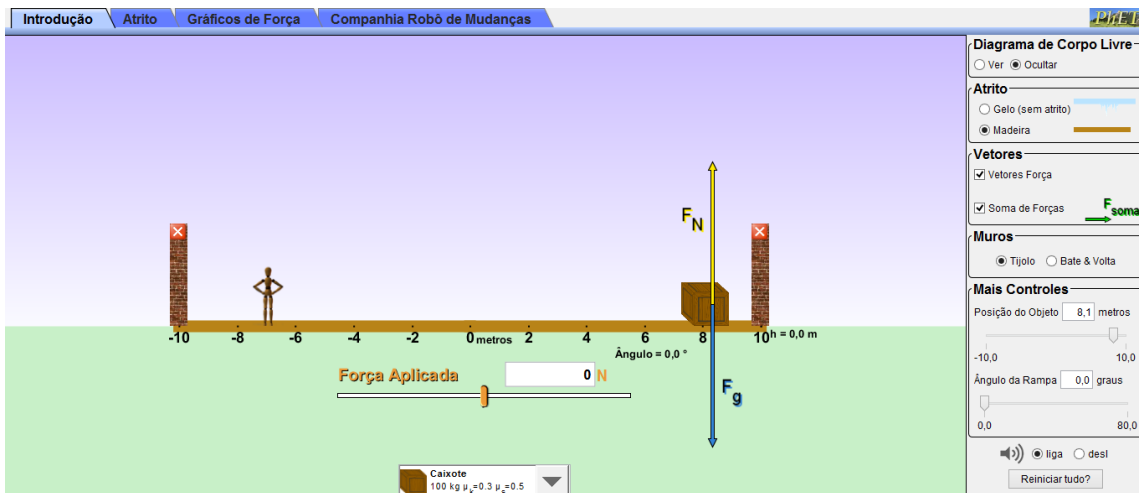 Introdução
Atrito
Gráficos de Força
Companhia Robô de Mudanças
PhET
Diagrama de Corpo Livre
Ver Ocultar
Atrito
Gelo (sem atrito)
Madeira
Vetores
Vetores Força
Soma de Forças Fsoma
Muros
Tijolo Bate & Volta
Mais Controles
Posição do Objeto 8,1 metros
-10,0 10,0
Ângulo da Rampa 0,0 graus
0,0 80,0
liga desl
Reiniciar tudo?
FN
-10 -8 -6 -4 -2 0 metros 2 4 6 8 10 h = 0,0 m
Ângulo = 0,0 °
Força Aplicada 0 N
Fg
Caixote
100 kg μk=0.3 μs=0.5